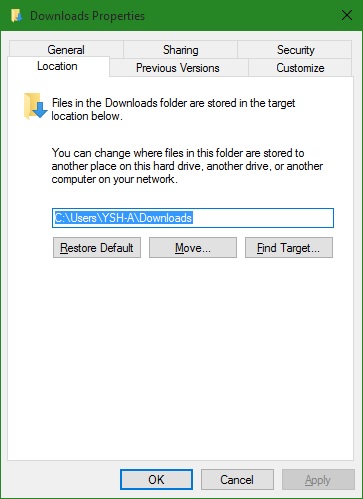 Downloads Properties
General
Sharing
Security
Location
Previous Versions
Customize
Files in the Downloads folder are stored in the target
location below.
You can change where files in this folder are stored to
another place on this hard drive, another drive, or another
computer on your network.
C:\Users\YSH-A\Downloads
Restore Default
Move...
Find Target...
OK
Cancel
Apply